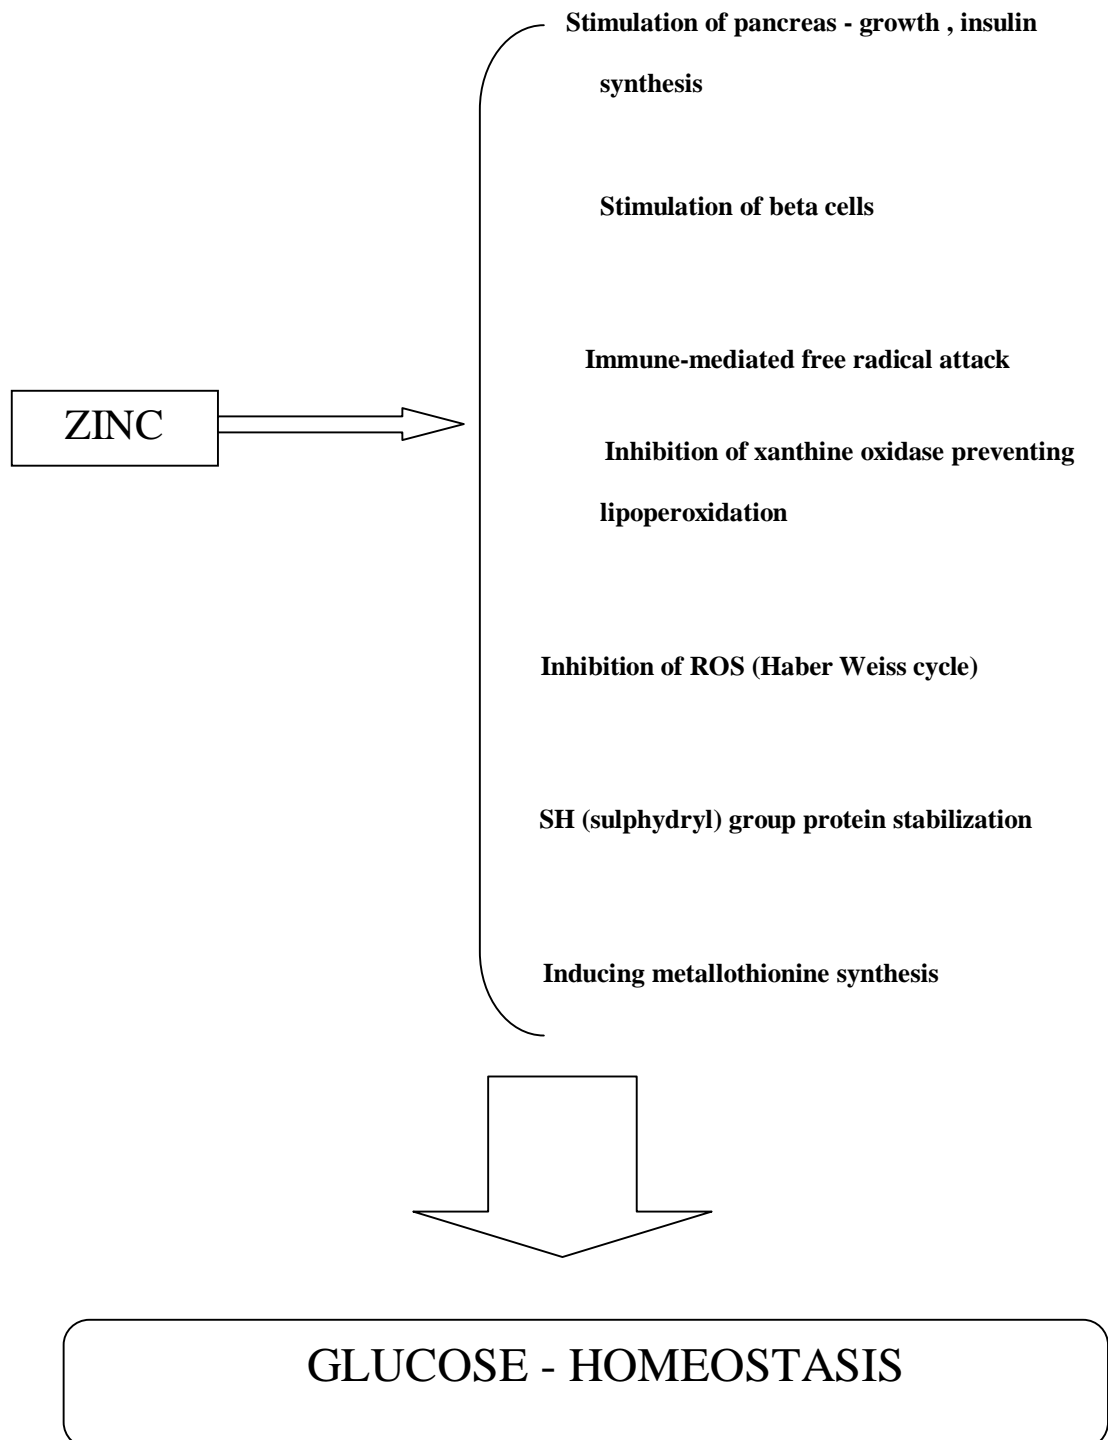 Stimulation of pancreas - growth , insulin
synthesis
Stimulation of beta cells
Immune-mediated free radical attack
ZINC
Inhibition of xanthine oxidase preventing
lipoperoxidation
Inhibition of ROS (Haber Weiss cycle)
SH (sulphydryl) group protein stabilization
Inducing metallothionine synthesis
GLUCOSE - HOMEOSTASIS